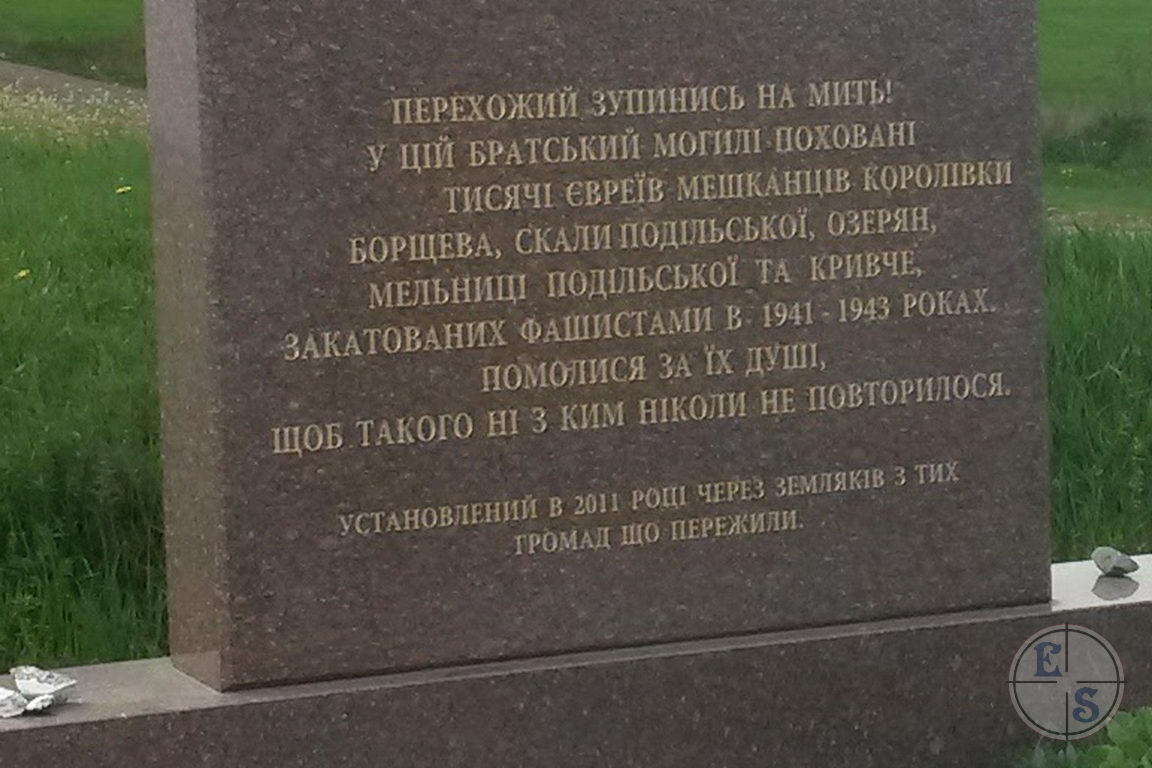 ПЕРЕХОЖИЙ ЗУПИНИСЬ НА МИТЬ!
У ЦІЙ БРАТСЬКИЙ МОГИЛІ ПОХОВАНІ
ТИСЯЧІ ЄВРЕЇВ МЕШКАНЦІВ КОРОЛІВКИ
БОРЩЕВА, СКАЛИ ПОДІЛЬСЬКОЇ, ОЗЕРЯН,
МЕЛЬНИЦІ ПОДІЛЬСЬКОЇ ТА КРИВЧЕ,
ЗАКАТОВАНИХ ФАШИСТАМИ В 1941 - 1943 РОКАХ.
ПОМОЛИСЯ ЗА ЇХ ДУШІ,
ЩОБ ТАКОГО НІ З КИМ НІКОЛИ НЕ ПОВТОРИЛОСЯ.
УСТАНОВЛЕНИЙ В 2011 РОЦІ ЧЕРЕЗ ЗЕМЛЯКІВ З ТИХ
ГРОМАД ЩО ПЕРЕЖИЛИ.
E
S